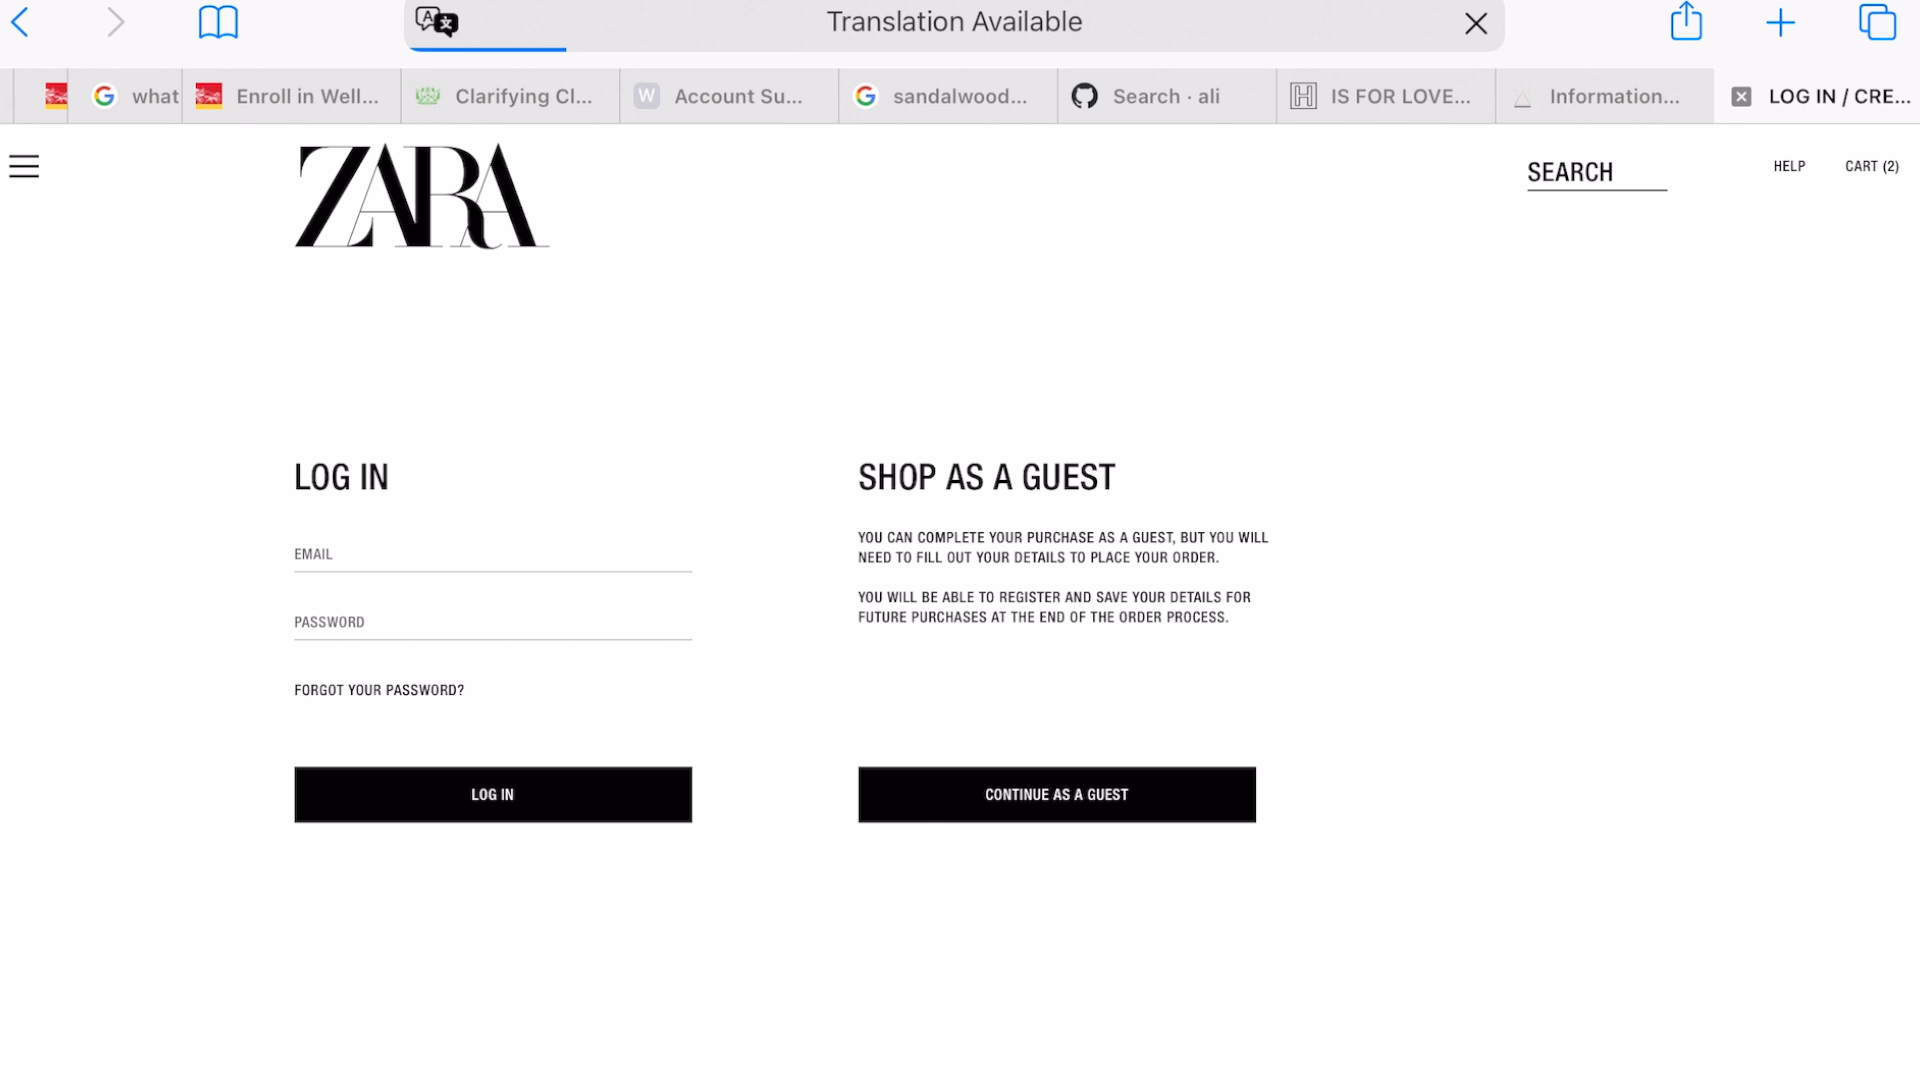 Translation Available
what
Enroll in Well...
Clarifying Cl...
W
Account Su...
sandalwood...
Search · ali
IS FOR LOVE...
Information...
LOG IN / CRE...
ZARA
SEARCH
HELP
CART (2)
LOG IN
EMAIL
PASSWORD
FORGOT YOUR PASSWORD?
LOG IN
SHOP AS A GUEST
YOU CAN COMPLETE YOUR PURCHASE AS A GUEST, BUT YOU WILL
NEED TO FILL OUT YOUR DETAILS TO PLACE YOUR ORDER.
YOU WILL BE ABLE TO REGISTER AND SAVE YOUR DETAILS FOR
FUTURE PURCHASES AT THE END OF THE ORDER PROCESS.
CONTINUE AS A GUEST